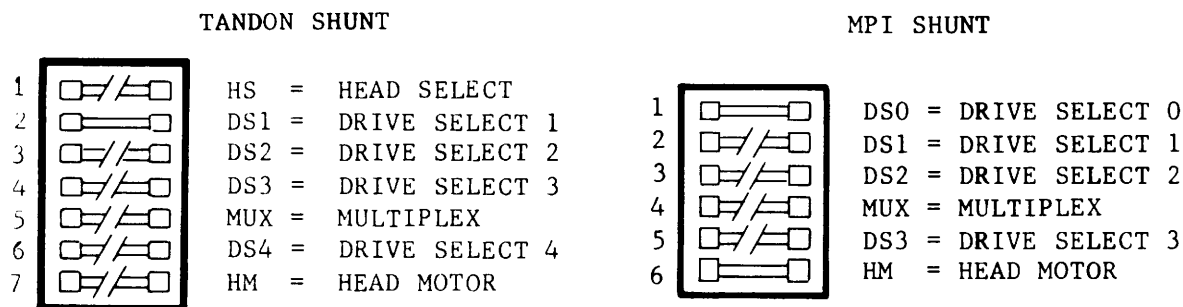 TANDON SHUNT
1 HS = HEAD SELECT
2 DS1 = DRIVE SELECT 1
3 DS2 = DRIVE SELECT 2
4 DS3 = DRIVE SELECT 3
5 MUX = MULTIPLEX
6 DS4 = DRIVE SELECT 4
7 HM = HEAD MOTOR
MPI SHUNT
1 DS0 = DRIVE SELECT 0
2 DS1 = DRIVE SELECT 1
3 DS2 = DRIVE SELECT 2
4 MUX = MULTIPLEX
5 DS3 = DRIVE SELECT 3
6 HM = HEAD MOTOR